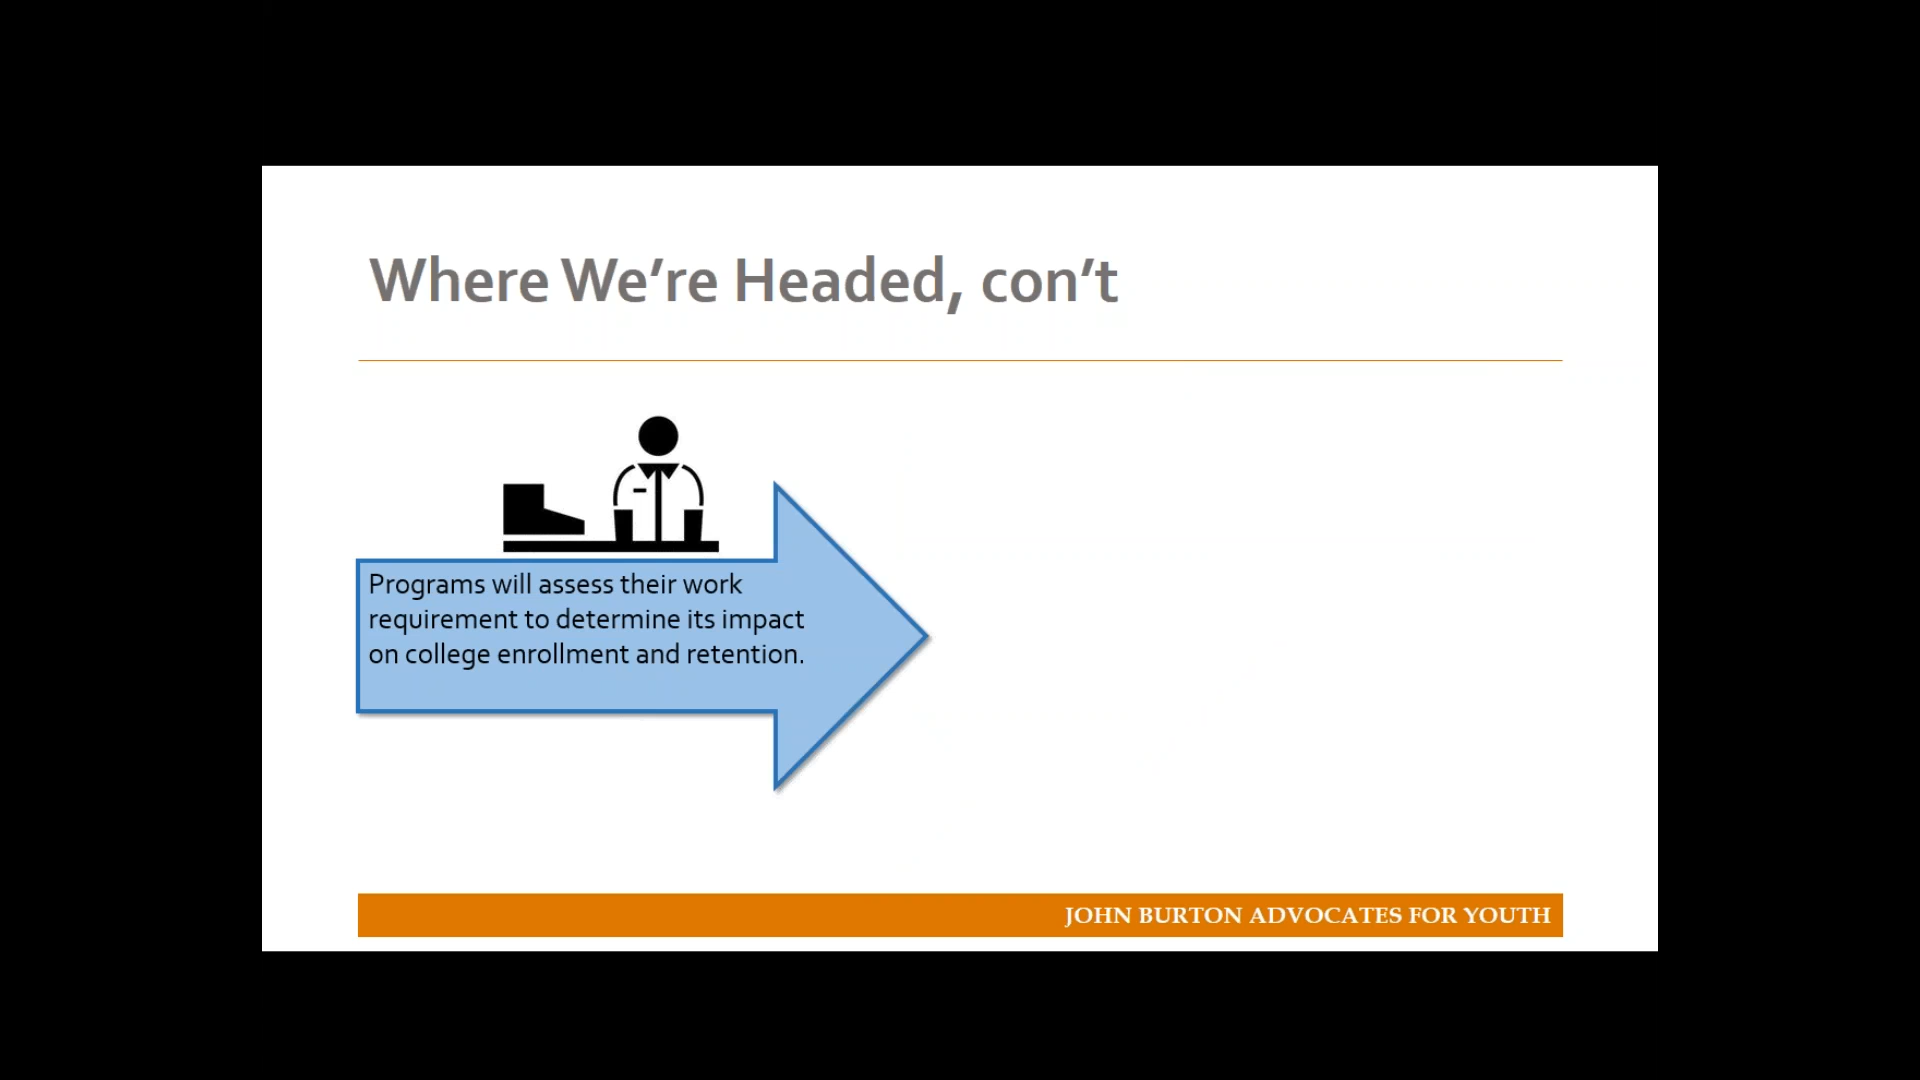 Where We’re Headed, con’t
Programs will assess their work
requirement to determine its impact
on college enrollment and retention.
JOHN BURTON ADVOCATES FOR YOUTH